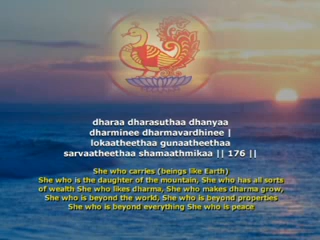 dharaa dharasuthaa dhanyaa
dharminee dharmavardhinee |
lokaatheethaa gunaatheethaa
sarvaatheethaa shamaathmikaa || 176 ||
She who carries (beings like Earth)
She who is the daughter of the mountain, She who has all sorts
of wealth She who likes dharma, She who makes dharma grow,
She who is beyond the world, She who is beyond properties
She who is beyond everything She who is peace